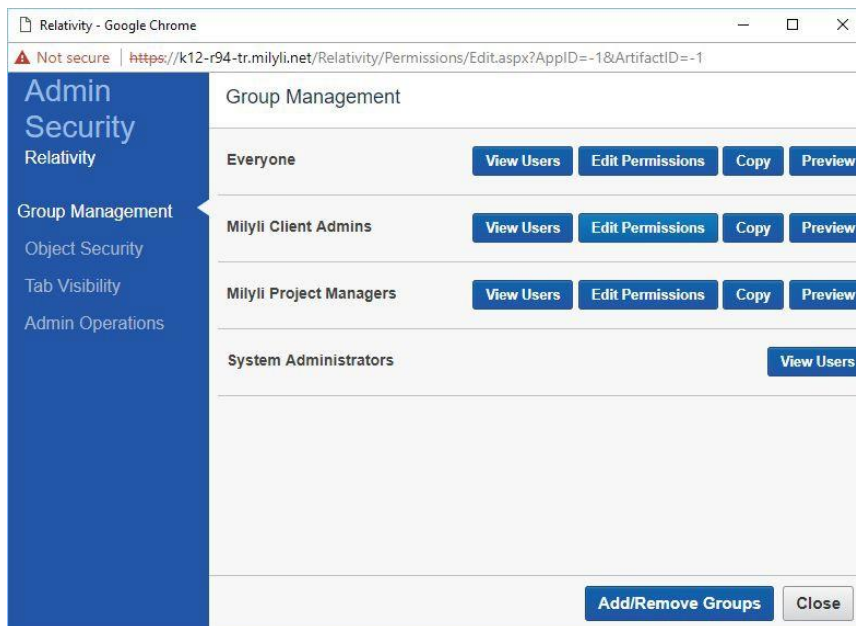 Relativity - Google Chrome
Not secure | https://k12-r94-tr.milyli.net/Relativity/Permissions/Edit.aspx?AppID=-1&ArtifactID=-1
Admin
Security
Relativity
Group Management
Object Security
Tab Visibility
Admin Operations
Group Management
Everyone View Users Edit Permissions Copy Preview
Milyli Client Admins View Users Edit Permissions Copy Preview
Milyli Project Managers View Users Edit Permissions Copy Preview
System Administrators View Users
Add/Remove Groups Close